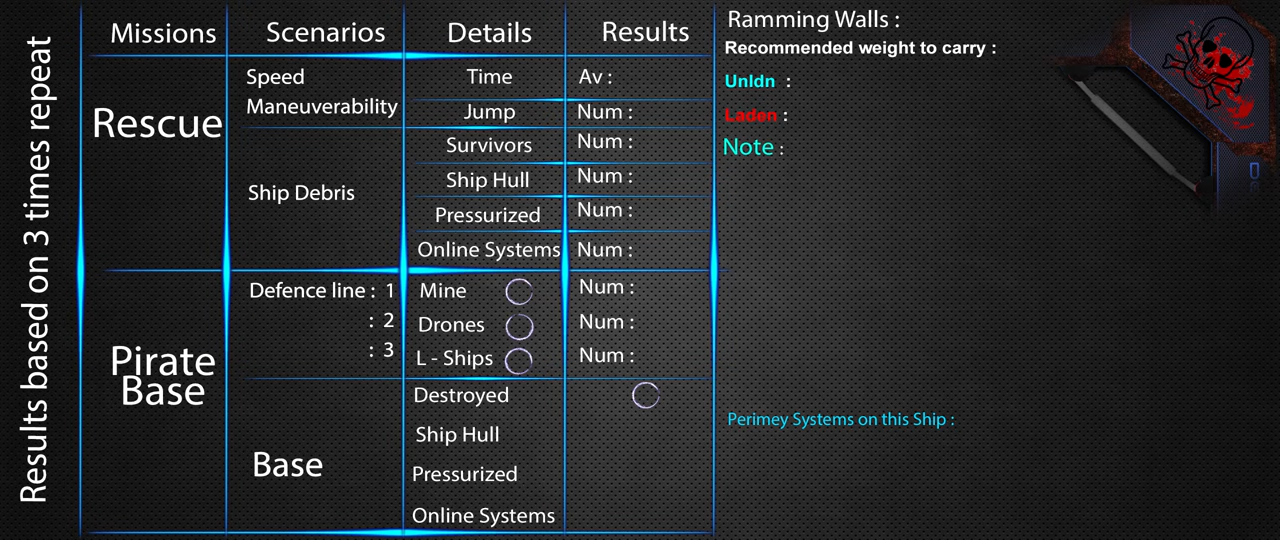 Results based on 3 times repeat
Missions
Scenarios
Details
Results
Rescue
Speed
Maneuverability
Time
Av :
Jump
Num :
Ship Debris
Survivors
Num :
Ship Hull
Num :
Pressurized
Num :
Online Systems
Num :
Pirate
Base
Defence line : 1
Mine
Num :
: 2
Drones
Num :
: 3
L - Ships
Num :
Base
Destroyed
Ship Hull
Pressurized
Online Systems
Ramming Walls :
Recommended weight to carry :
Unldn :
Laden :
Note :
Perimey Systems on this Ship :